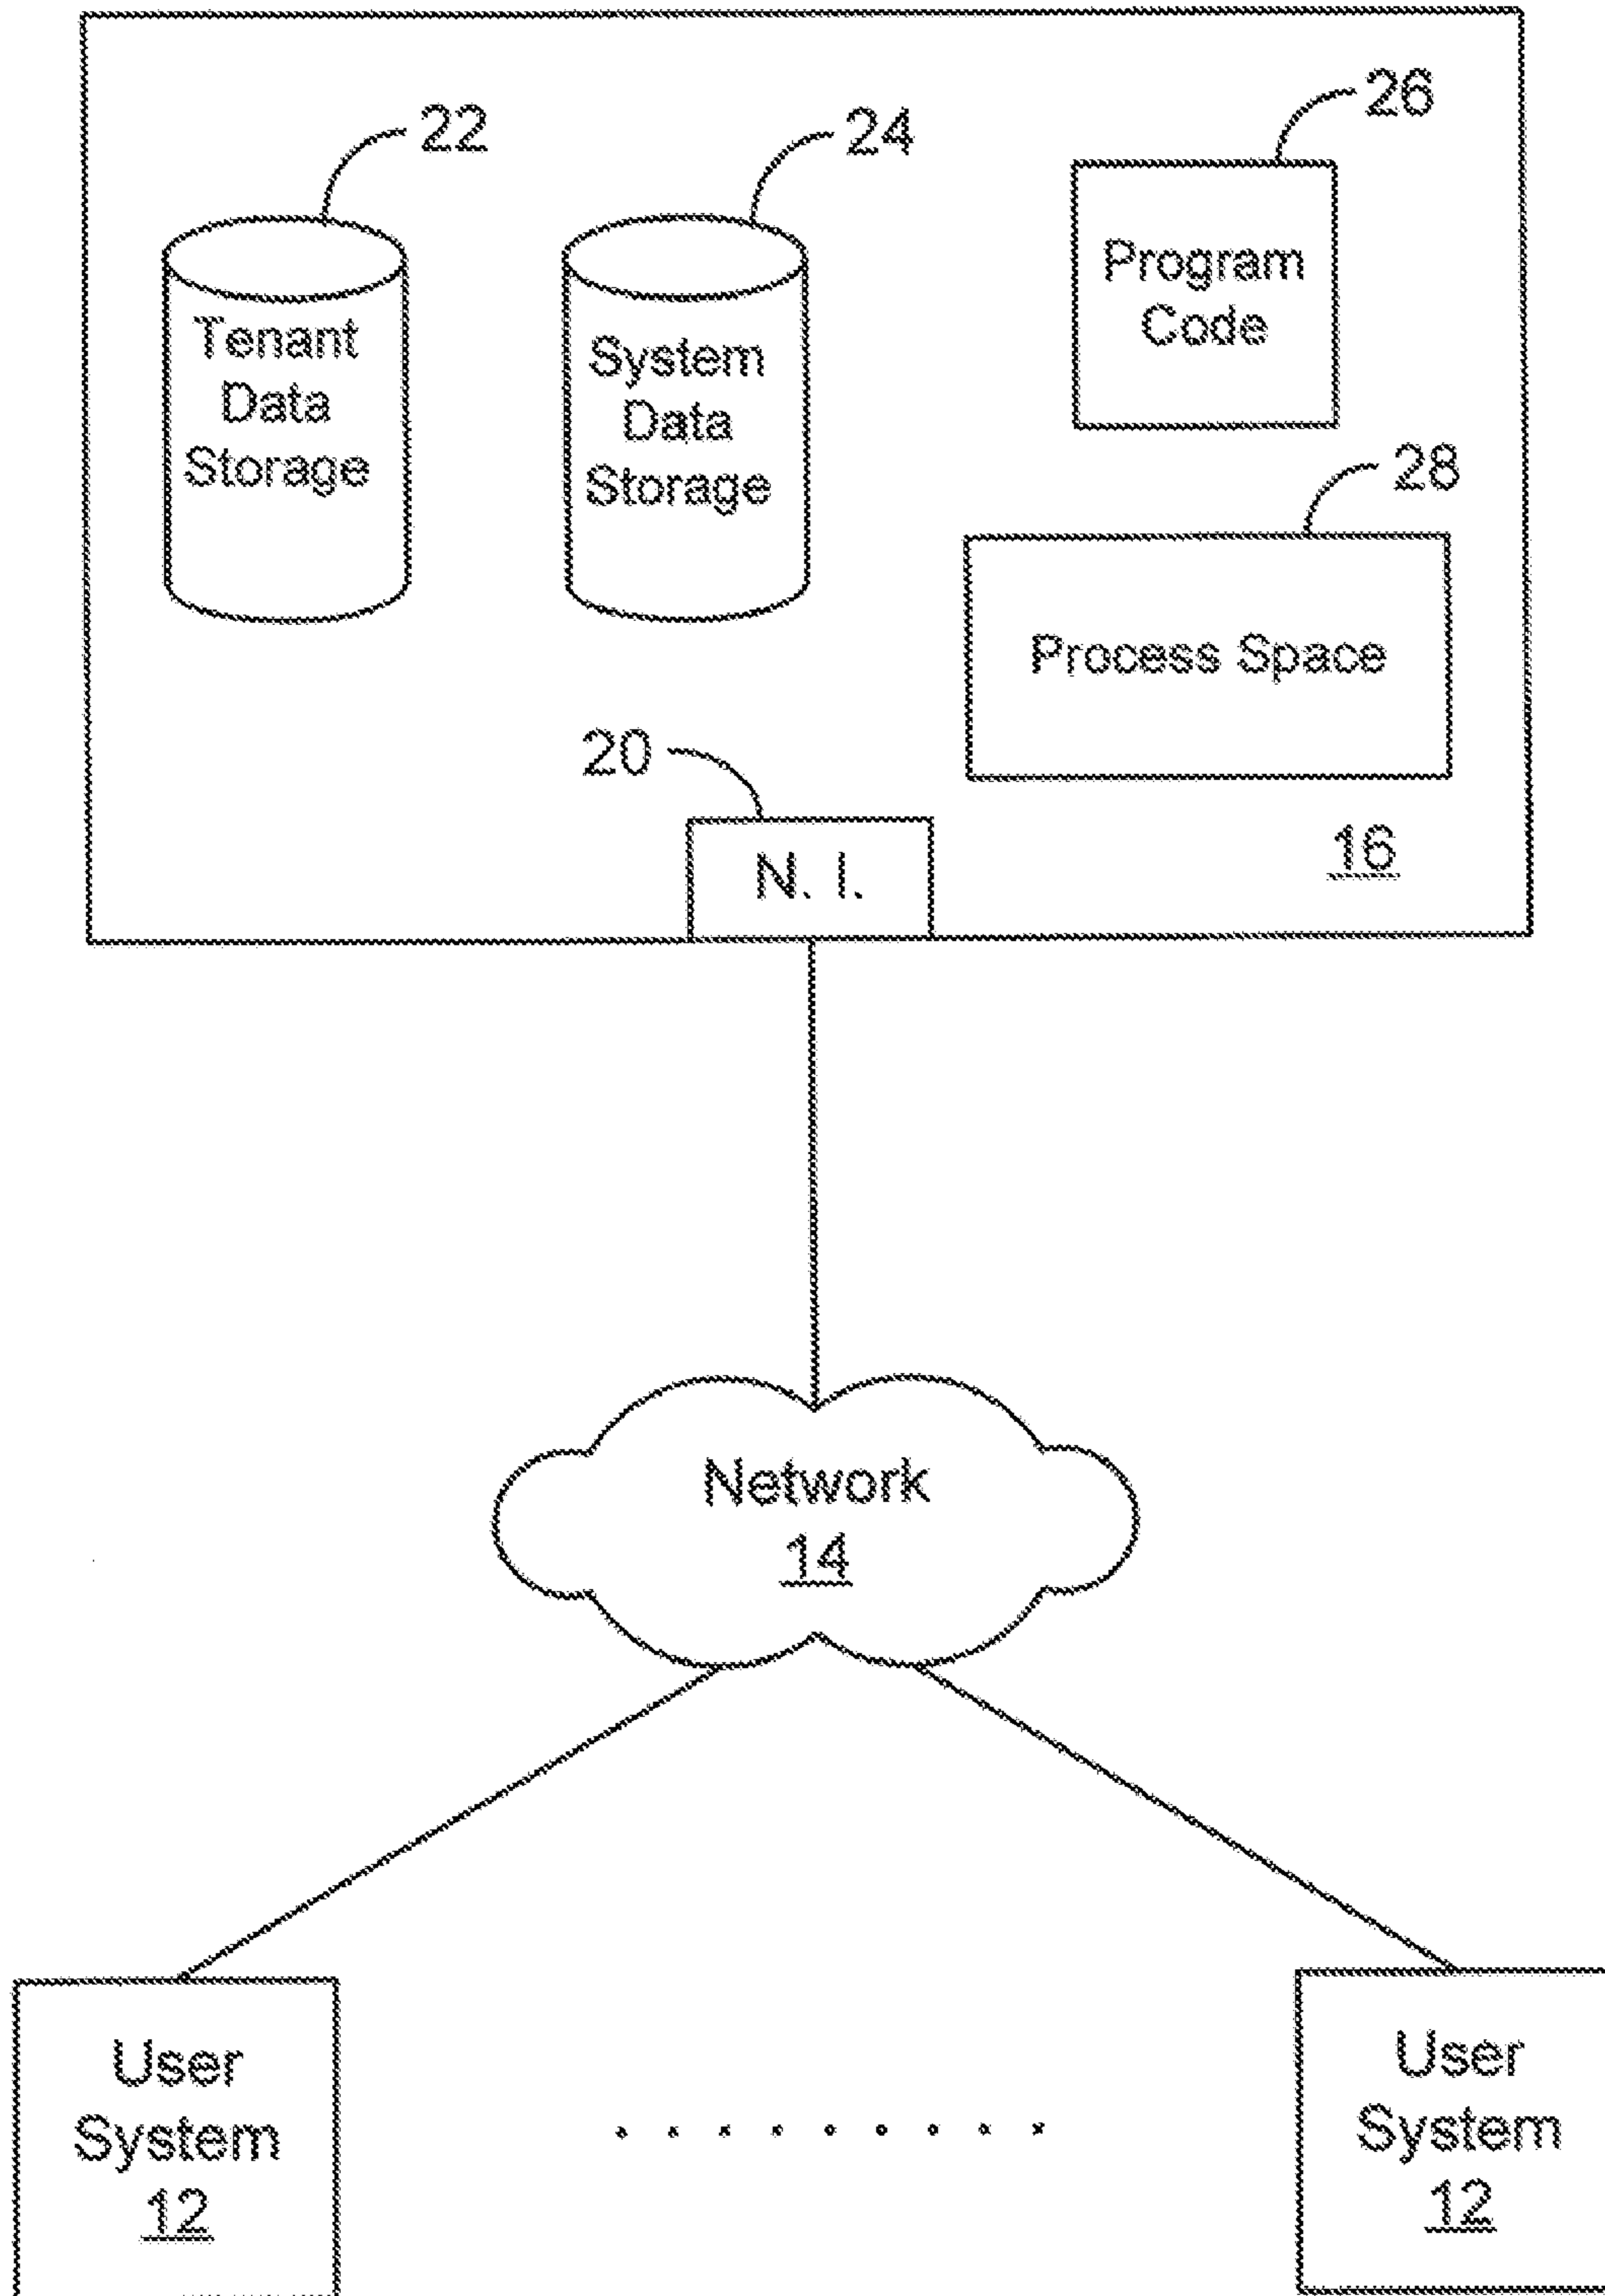 26
22
24
Program
Code
Tenant
Data
Storage
System
Data
Storage
28
Process Space
20
N. I.
16
Network
14
User
System
12
User
System
12